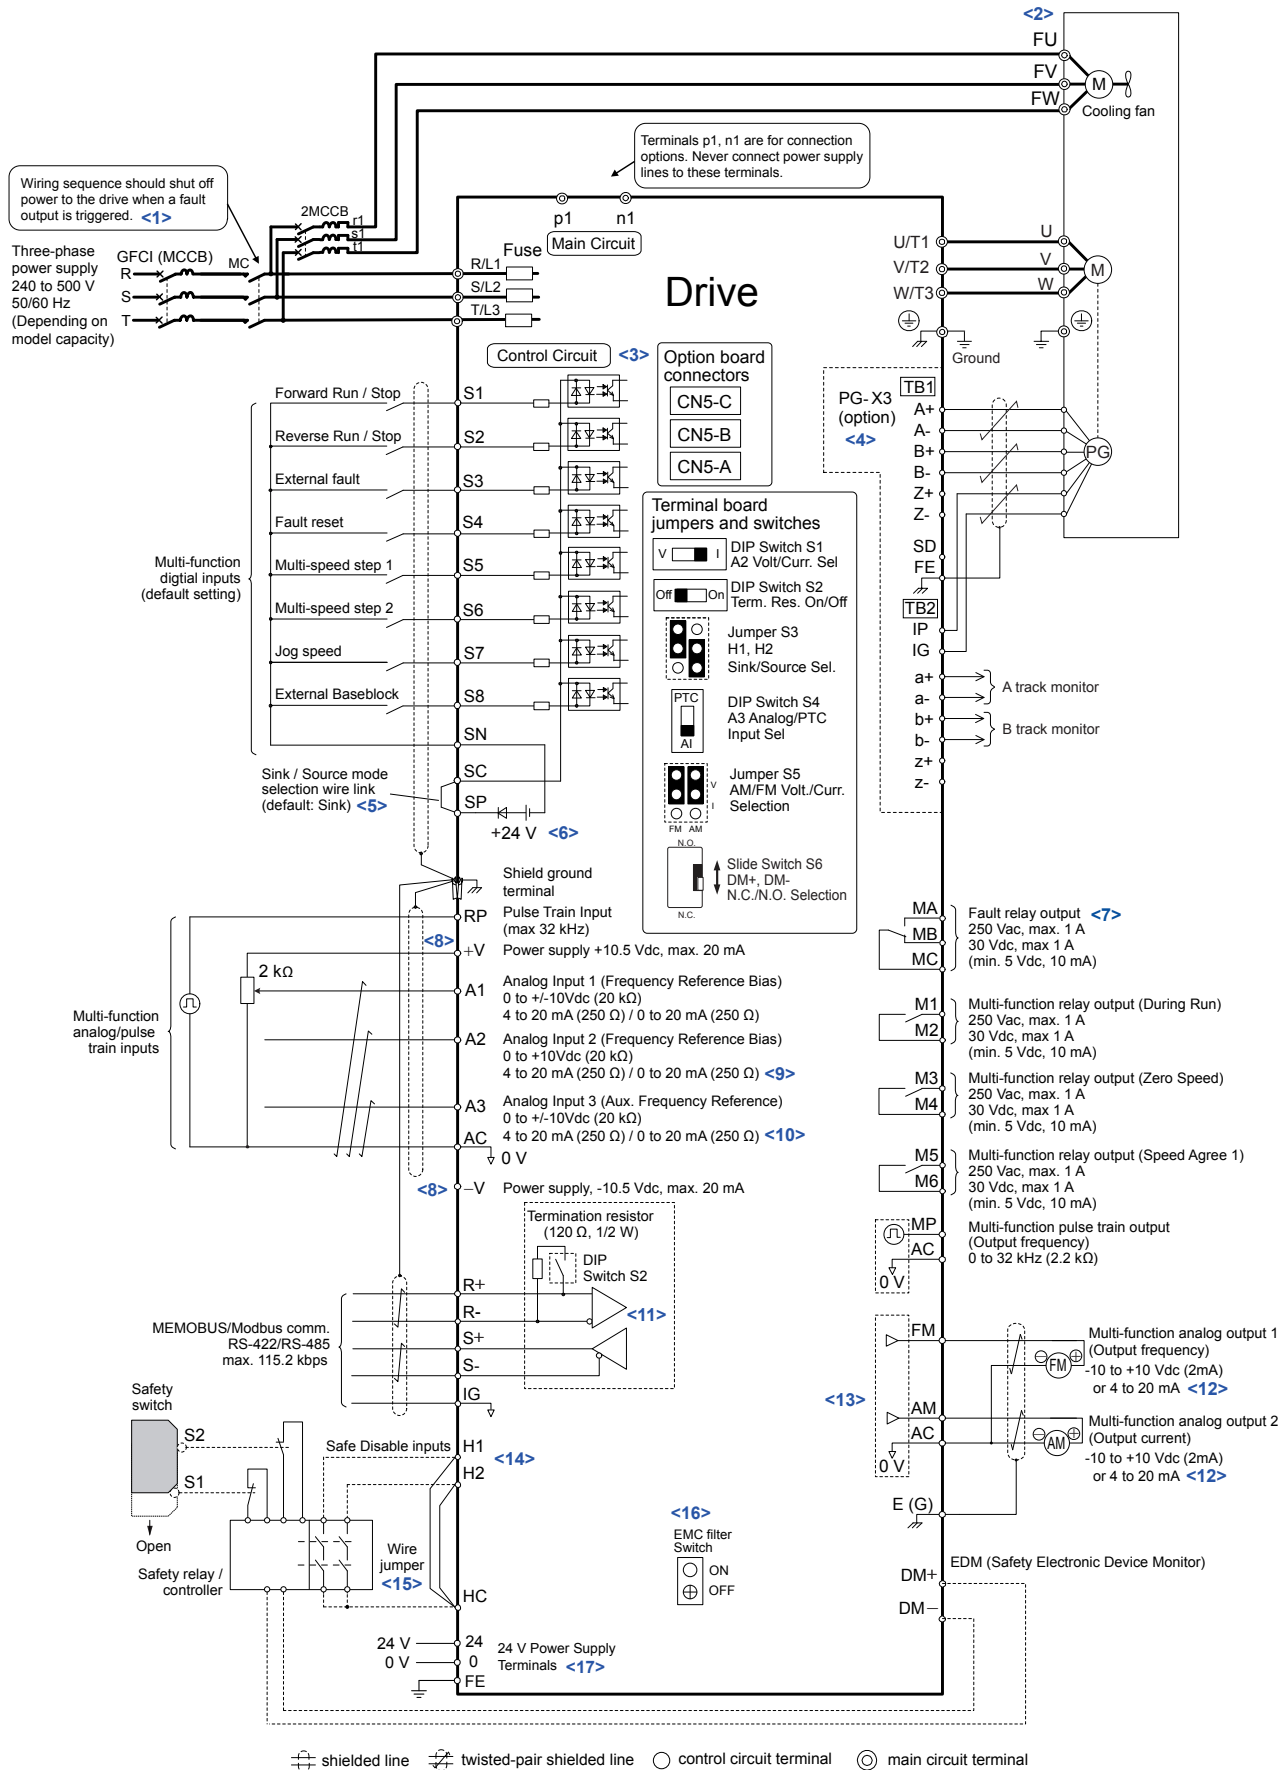 <2>
FU
FV
FW
M
Cooling fan
Terminals p1, n1 are for connection
options. Never connect power supply
lines to these terminals.
Wiring sequence should shut off
power to the drive when a fault
output is triggered. <1>
2MCCB
r1
s1
t1
p1
n1
Main Circuit
Three-phase
power supply
240 to 500 V
50/60 Hz
(Depending on
model capacity)
GFCI (MCCB)
MC
R
S
T
Fuse
R/L1
S/L2
T/L3
Drive
U/T1
V/T2
W/T3
U
V
W
M
Ground
Control Circuit <3>
Option board
connectors
CN5-C
CN5-B
CN5-A
PG-X3
(option)
<4>
TB1
A+
A-
B+
B-
Z+
Z-
SD
FE
PG
TB2
IP
IG
a+
a-
b+
b-
z+
z-
A track monitor
B track monitor
Multi-function
digtial inputs
(default setting)
Forward Run / Stop
S1
Reverse Run / Stop
S2
External fault
S3
Fault reset
S4
Multi-speed step 1
S5
Multi-speed step 2
S6
Jog speed
S7
External Baseblock
S8
SN
SC
SP
Sink / Source mode
selection wire link
(default: Sink) <5>
+24 V <6>
Terminal board
jumpers and switches
V
I
DIP Switch S1
A2 Volt/Curr. Sel
Off
On
DIP Switch S2
Term. Res. On/Off
Jumper S3
H1, H2
Sink/Source Sel.
PTC
AI
DIP Switch S4
A3 Analog/PTC
Input Sel
V
I
FM AM
Jumper S5
AM/FM Volt./Curr.
Selection
N.O.
N.C.
Slide Switch S6
DM+, DM-
N.C./N.O. Selection
Shield ground
terminal
Multi-function
analog/pulse
train inputs
2 kΩ
RP
Pulse Train Input
(max 32 kHz)
<8>
+V
Power supply +10.5 Vdc, max. 20 mA
A1
Analog Input 1 (Frequency Reference Bias)
0 to +/-10Vdc (20 kΩ)
4 to 20 mA (250 Ω) / 0 to 20 mA (250 Ω)
A2
Analog Input 2 (Frequency Reference Bias)
0 to +10Vdc (20 kΩ)
4 to 20 mA (250 Ω) / 0 to 20 mA (250 Ω) <9>
A3
Analog Input 3 (Aux. Frequency Reference)
0 to +/-10Vdc (20 kΩ)
4 to 20 mA (250 Ω) / 0 to 20 mA (250 Ω) <10>
AC
0 V
<8>
−V
Power supply, -10.5 Vdc, max. 20 mA
MA
MB
MC
Fault relay output <7>
250 Vac, max. 1 A
30 Vdc, max 1 A
(min. 5 Vdc, 10 mA)
M1
M2
Multi-function relay output (During Run)
250 Vac, max. 1 A
30 Vdc, max 1 A
(min. 5 Vdc, 10 mA)
M3
M4
Multi-function relay output (Zero Speed)
250 Vac, max. 1 A
30 Vdc, max 1 A
(min. 5 Vdc, 10 mA)
M5
M6
Multi-function relay output (Speed Agree 1)
250 Vac, max. 1 A
30 Vdc, max 1 A
(min. 5 Vdc, 10 mA)
MP
AC
0 V
Multi-function pulse train output
(Output frequency)
0 to 32 kHz (2.2 kΩ)
Termination resistor
(120 Ω, 1/2 W)
DIP
Switch S2
<11>
MEMOBUS/Modbus comm.
RS-422/RS-485
max. 115.2 kbps
R+
R-
S+
S-
IG
<13>
FM
AM
AC
0 V
FM
Multi-function analog output 1
(Output frequency)
-10 to +10 Vdc (2mA)
or 4 to 20 mA <12>
AM
Multi-function analog output 2
(Output current)
-10 to +10 Vdc (2mA)
or 4 to 20 mA <12>
E (G)
Safety
switch
S2
S1
Open
Safety relay /
controller
Safe Disable inputs
H1
<14>
H2
Wire
jumper
<15>
HC
<16>
EMC filter
Switch
ON
OFF
EDM (Safety Electronic Device Monitor)
DM+
DM−
24 V
24
0 V
0
FE
24 V Power Supply
Terminals <17>
shielded line
twisted-pair shielded line
control circuit terminal
main circuit terminal